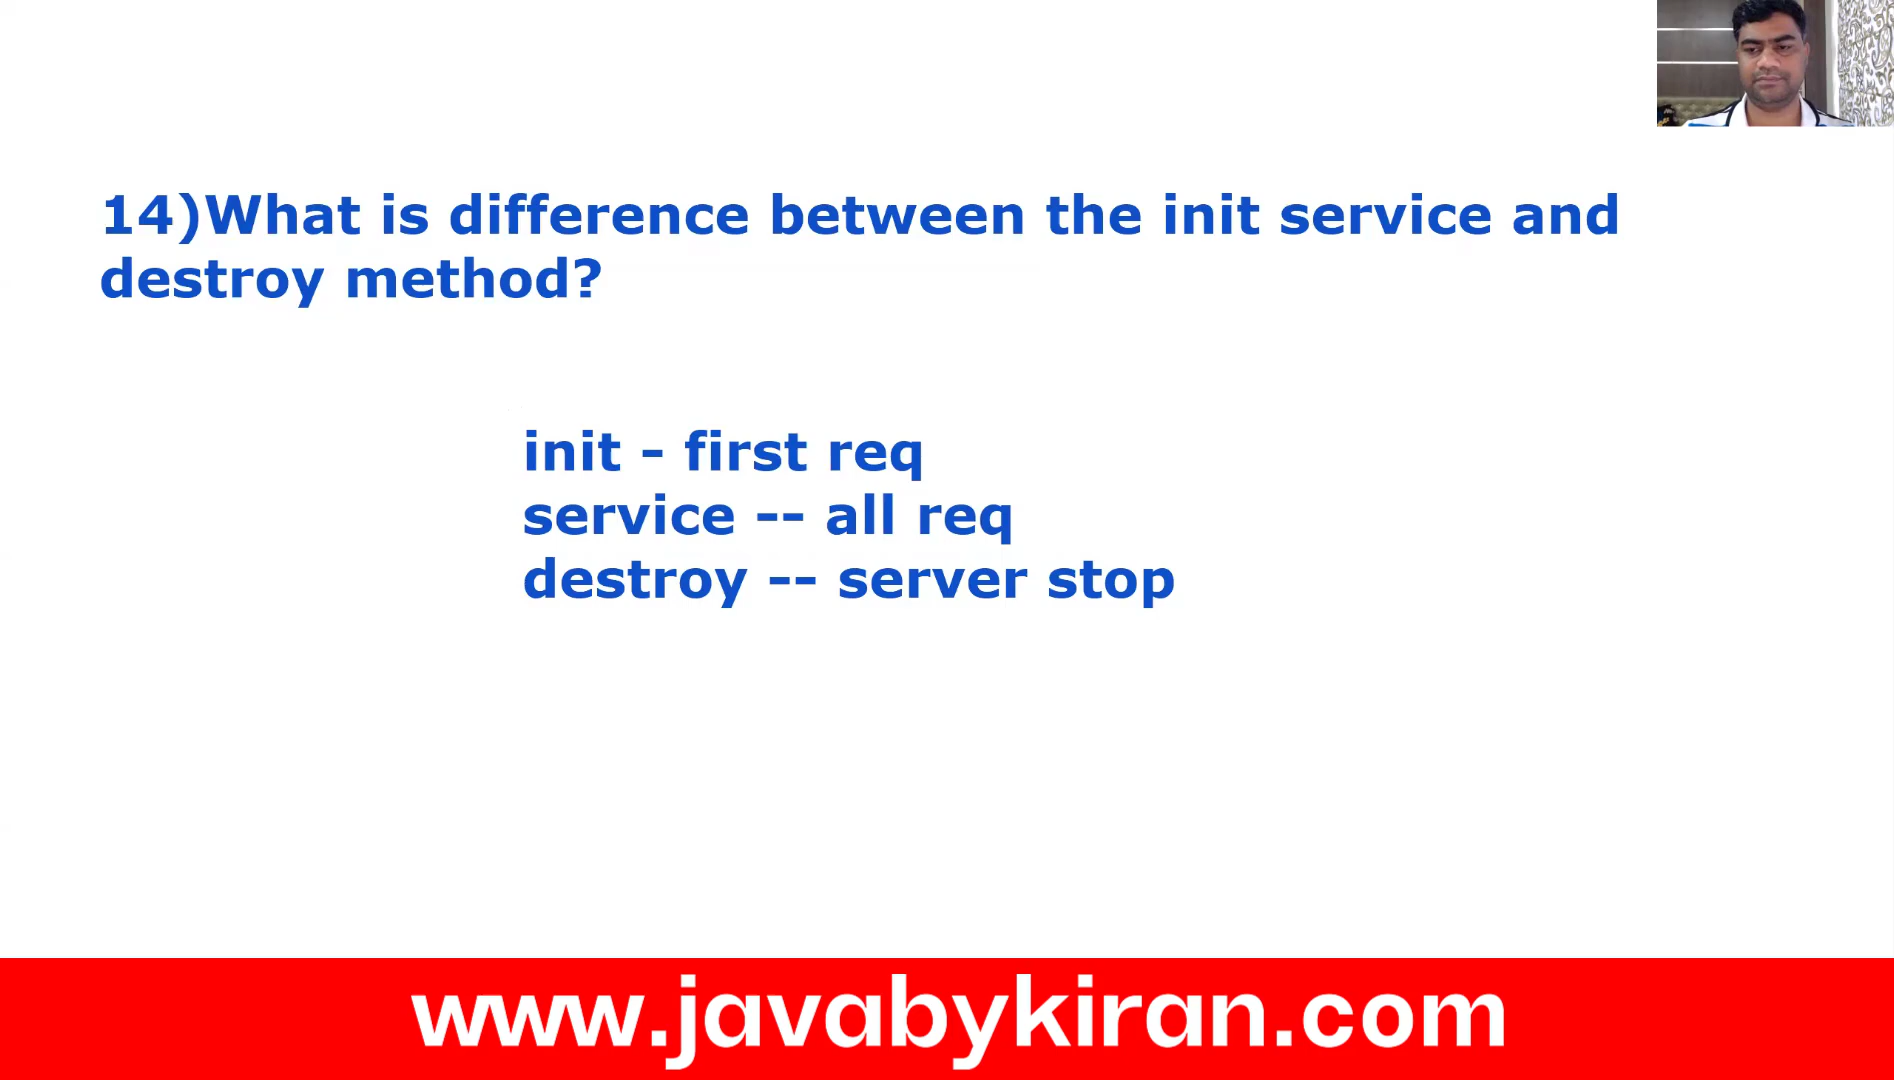 14)What is difference between the init service and
destroy method?
init - first req
service -- all req
destroy -- server stop
www.javabykiran.com